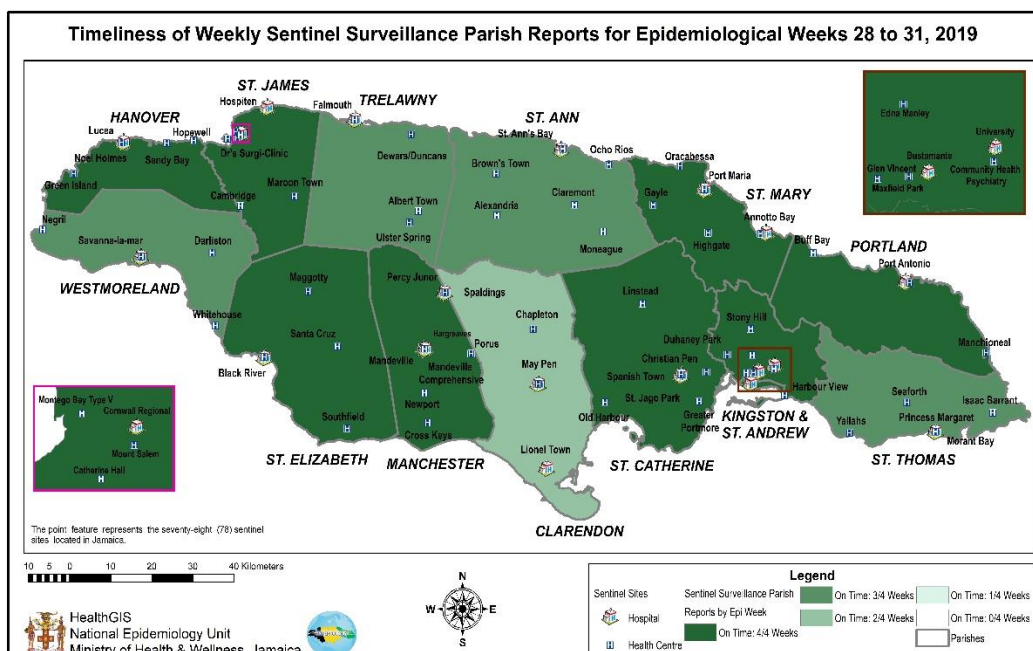 Timeliness of Weekly Sentinel Surveillance Parish Reports for Epidemiological Weeks 28 to 31, 2019
ST. JAMES
Hospiten
TRELAWNY
Falmouth
HANOVER
Lucea
Hopewell
ST. ANN
St. Ann's Bay
Ocho Rios
Oracabessa
Edna Manley
University
Bustamante
Glen Vincent
Community Health
Psychiatry
Maxfield Park
Noel Holmes
Sandy Bay
Dr's Surgi-Clinic
Dewars/Duncans
Brown's Town
Port Maria
Green Island
Cambridge
Maroon Town
Albert Town
Alexandria
Claremont
Gayle
ST. MARY
Annotto Bay
Negril
Ulster Spring
Moneague
Highgate
Buff Bay
PORTLAND
Port Antonio
Savanna-la-mar
Darliston
WESTMORELAND
Maggotty
Percy Junor
Spaldings
Linstead
Whitehouse
Chapleton
Stony Hill
Santa Cruz
Hargreaves
Mandeville
Porus
Mandeville
Comprehensive
Duhaney Park
Christian Pen
Manchioneal
Black River
May Pen
Spanish Town
Harbour View
Seaforth
Isaac Barrant
Montego Bay Type V
Cornwall Regional
Mount Salem
Catherine Hall
Newport
Southfield
Cross Keys
St. Jago Park
Old Harbour
Greater
Portmore
KINGSTON &
ST. ANDREW
Yallahs
Princess Margaret
Morant Bay
ST. THOMAS
ST. ELIZABETH
MANCHESTER
Lionel Town
ST. CATHERINE
CLARENDON
The point feature represents the seventy-eight (78) sentinel
sites located in Jamaica.
10 5 0 10 20 30 40 Kilometers
N
W E
S
HealthGIS
National Epidemiology Unit
Ministry of Health & Wellness, Jamaica
Legend
Sentinel Sites
Hospital
Health Centre
Sentinel Surveillance Parish
Reports by Epi Week
On Time: 4/4 Weeks
On Time: 3/4 Weeks
On Time: 2/4 Weeks
On Time: 1/4 Weeks
On Time: 0/4 Weeks
Parishes